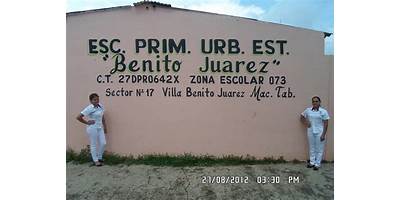 ESC. PRIM. URB. EST.
"Benito Juarez"
C.T. 27DPR0642X ZONA ESCOLAR 073
Sector Nº 17 Villa Benito Juarez Mac. Tab.
27/08/2012 03:30 PM